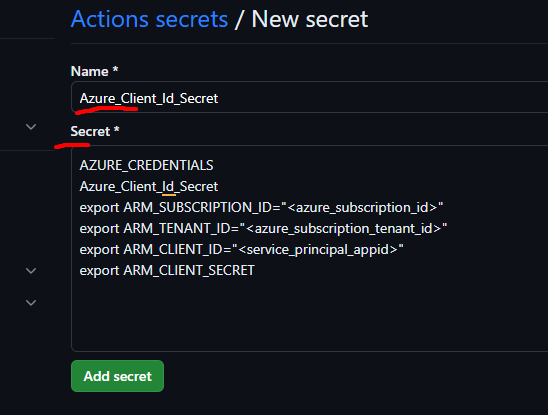 Actions secrets / New secret
Name *
Azure_Client_Id_Secret
Secret *
AZURE_CREDENTIALS
Azure_Client_Id_Secret
export ARM_SUBSCRIPTION_ID="<azure_subscription_id>"
export ARM_TENANT_ID="<azure_subscription_tenant_id>"
export ARM_CLIENT_ID="<service_principal_appid>"
export ARM_CLIENT_SECRET
Add secret